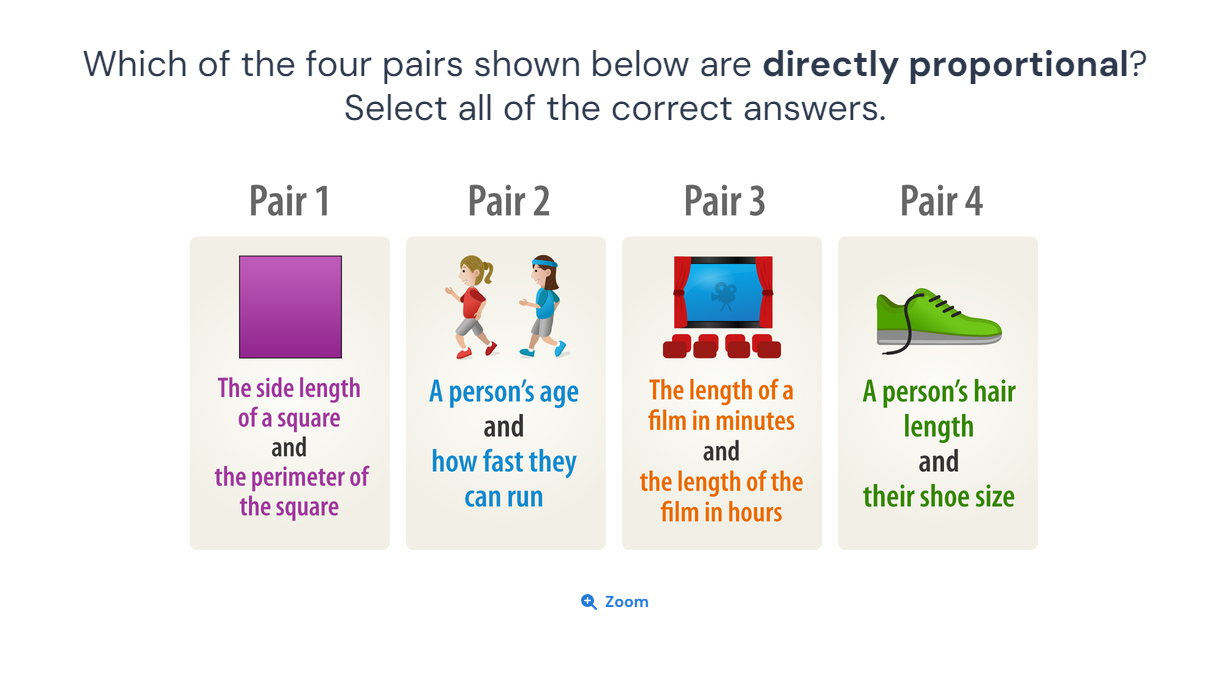 Which of the four pairs shown below are directly proportional?
Select all of the correct answers.
Pair 1
The side length
of a square
and
the perimeter of
the square
Pair 2
A person's age
and
how fast they
can run
Pair 3
The length of a
film in minutes
and
the length of the
film in hours
Pair 4
A person's hair
length
and
their shoe size
Zoom